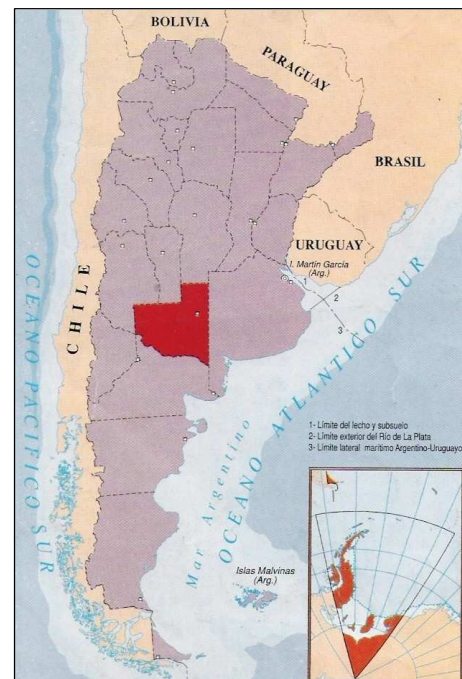 BOLIVIA
PARAGUAY
BRASIL
URUGUAY
I. Martín García
(Arg.)
1
2
3
CHILE
OCEANO PACIFICO SUR
OCEANO ATLANTICO SUR
Mar Argentino
1- Límite del lecho y subsuelo
2- Límite exterior del Río de La Plata
3- Límite lateral marítimo Argentino-Uruguayo
Islas Malvinas
(Arg.)